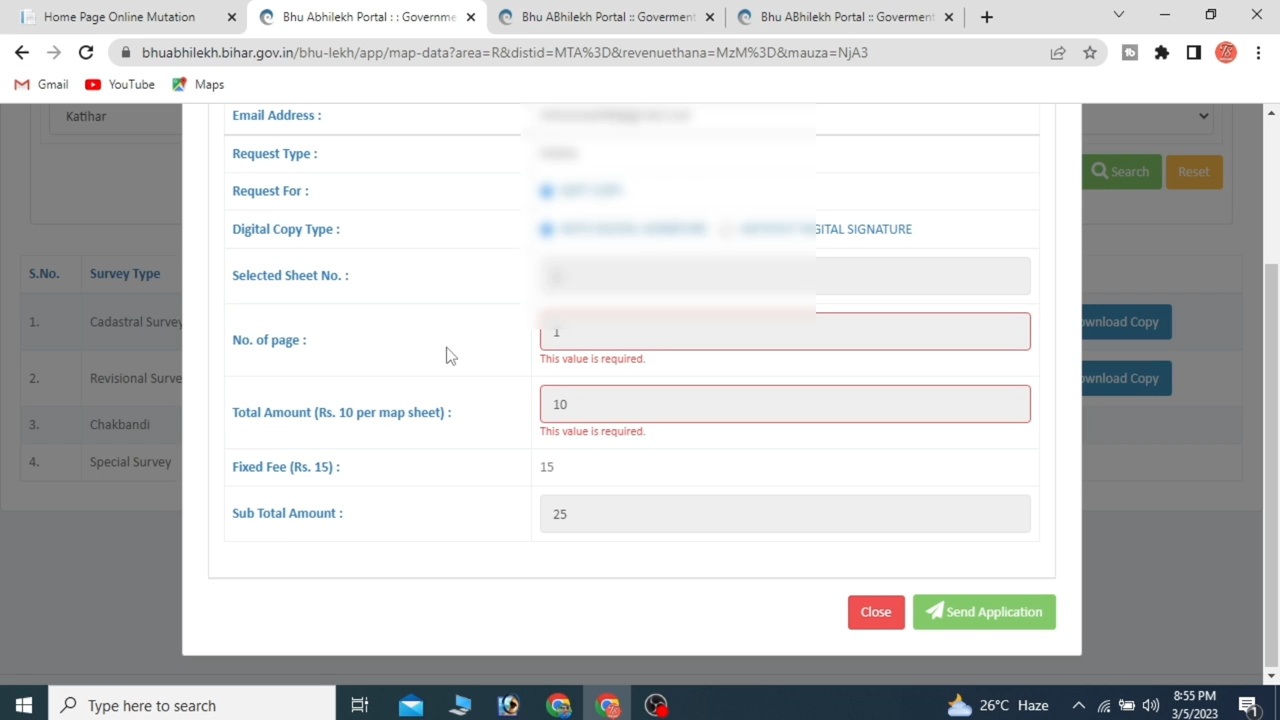 Home Page Online Mutation
Bhu Abhilekh Portal : : Governme
Bhu ABhilekh Portal :: Goverment
Bhu ABhilekh Portal :: Goverment
bhuabhilekh.bihar.gov.in/bhu-lekh/app/map-data?area=R&distid=MTA%3D&revenuethana=MzM%3D&mauza=NjA3
Gmail YouTube Maps
Katihar
Search Reset
Email Address :
Request Type :
Request For :
Digital Copy Type : GITAL SIGNATURE
Selected Sheet No. :
No. of page : 1
This value is required.
Total Amount (Rs. 10 per map sheet) : 10
This value is required.
Fixed Fee (Rs. 15) : 15
Sub Total Amount : 25
Close Send Application
S.No. Survey Type
1. Cadastral Survey ownload Copy
2. Revisional Surve ownload Copy
3. Chakbandi
4. Special Survey
Type here to search
26°C Haze
8:55 PM
3/5/2023
1